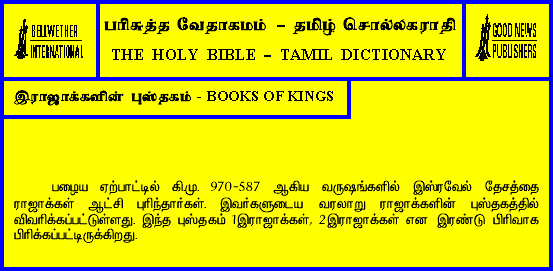 BELLWETHER
INTERNATIONAL
பரிசுத்த வேதாகமம் – தமிழ் சொல்லகராதி
THE HOLY BIBLE – TAMIL DICTIONARY
GOOD NEWS
PUBLISHERS
இராஜாக்களின் புஸ்தகம் - BOOKS OF KINGS
பழைய ஏற்பாட்டில் கி.மு. 970-587 ஆகிய வருஷங்களில் இஸ்ரவேல் தேசத்தை
ராஜாக்கள் ஆட்சி புரிந்தார்கள். இவர்களுடைய வரலாறு ராஜாக்களின் புஸ்தகத்தில்
விவரிக்கப்பட்டுள்ளது. இந்த புஸ்தகம் 1இராஜாக்கள், 2இராஜாக்கள் என இரண்டு பிரிவாக
பிரிக்கப்பட்டிருக்கிறது.